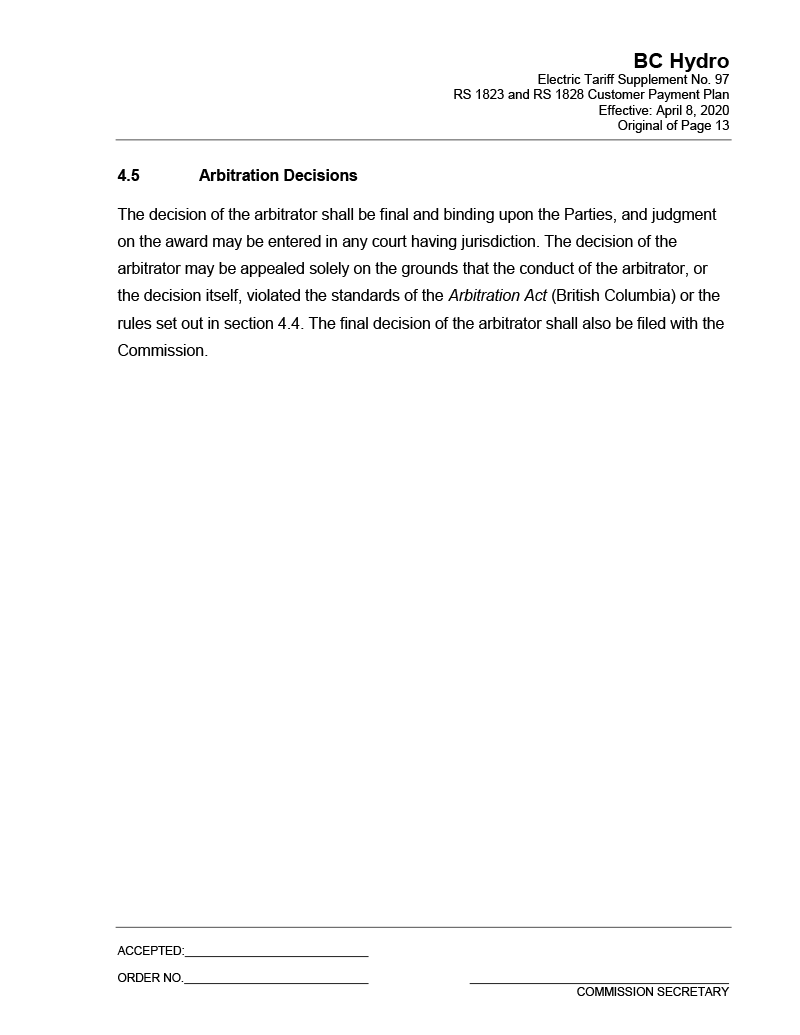 BC Hydro
Electric Tariff Supplement No. 97
RS 1823 and RS 1828 Customer Payment Plan
Effective: April 8, 2020
Original of Page 13
4.5 Arbitration Decisions
The decision of the arbitrator shall be final and binding upon the Parties, and judgment
on the award may be entered in any court having jurisdiction. The decision of the
arbitrator may be appealed solely on the grounds that the conduct of the arbitrator, or
the decision itself, violated the standards of the Arbitration Act (British Columbia) or the
rules set out in section 4.4. The final decision of the arbitrator shall also be filed with the
Commission.
ACCEPTED:
ORDER NO.
COMMISSION SECRETARY